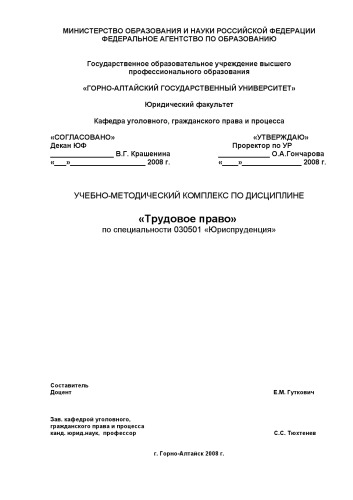 МИНИСТЕРСТВО ОБРАЗОВАНИЯ И НАУКИ РОССИЙСКОЙ ФЕДЕРАЦИИ
ФЕДЕРАЛЬНОЕ АГЕНТСТВО ПО ОБРАЗОВАНИЮ
Государственное образовательное учреждение высшего
профессионального образования
«ГОРНО-АЛТАЙСКИЙ ГОСУДАРСТВЕННЫЙ УНИВЕРСИТЕТ»
Юридический факультет
Кафедра уголовного, гражданского права и процесса
«СОГЛАСОВАНО» «УТВЕРЖДАЮ»
Декан ЮФ Проректор по УР
________________ В.Г. Крашенина _____________ О.А.Гончарова
«___»___________________ 2008 г. «____»_______________ 2008 г.
УЧЕБНО-МЕТОДИЧЕСКИЙ КОМПЛЕКС ПО ДИСЦИПЛИНЕ
«Трудовое право»
по специальности 030501 «Юриспруденция»
Составитель
Доцент Е.М. Гуткович
Зав. кафедрой уголовного,
гражданского права и процесса
канд. юрид.наук, профессор С.С. Тюхтенев
г. Горно-Алтайск 2008 г.